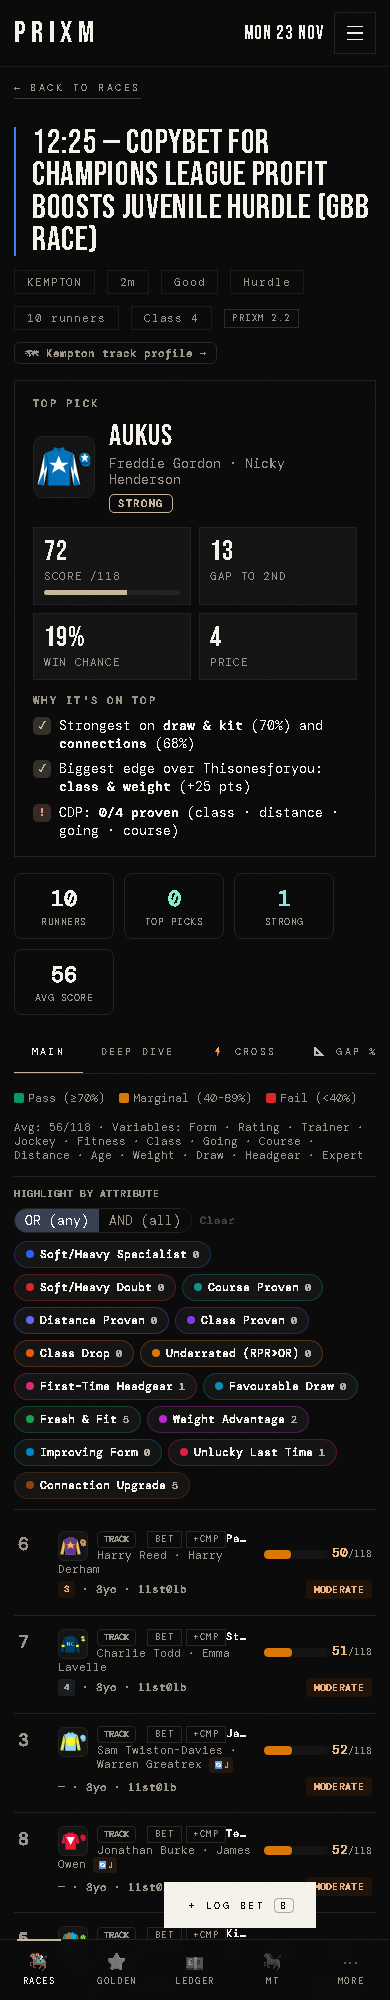 PRIXM
MON 23 NOV
← BACK TO RACES
12:25 – COPYBET FOR
CHAMPIONS LEAGUE PROFIT
BOOSTS JUVENILE HURDLE (GBB
RACE)
KEMPTON
2m
Good
Hurdle
10 runners
Class 4
PRIXM 2.2
Kempton track profile →
TOP PICK
AUKUS
Freddie Gordon · Nicky
Henderson
STRONG
72
SCORE /118
13
GAP TO 2ND
19%
WIN CHANCE
4
PRICE
WHY IT'S ON TOP
✓ Strongest on draw & kit (70%) and
connections (68%)
✓ Biggest edge over Thisonesforyou:
class & weight (+25 pts)
! CDP: 0/4 proven (class · distance ·
going · course)
10
RUNNERS
0
TOP PICKS
1
STRONG
56
AVG SCORE
MAIN
DEEP DIVE
CROSS
GAP %
Pass (≥70%)
Marginal (40-69%)
Fail (<40%)
Avg: 56/118 · Variables: Form · Rating · Trainer ·
Jockey · Fitness · Class · Going · Course ·
Distance · Age · Weight · Draw · Headgear · Expert
HIGHLIGHT BY ATTRIBUTE
OR (any)
AND (all)
Clear
Soft/Heavy Specialist 0
Soft/Heavy Doubt 0
Course Proven 0
Distance Proven 0
Class Proven 0
Class Drop 0
Underrated (RPR>OR) 0
First-Time Headgear 1
Favourable Draw 0
Fresh & Fit 5
Weight Advantage 2
Improving Form 0
Unlucky Last Time 1
Connection Upgrade 5
6
TRACK
BET
+CMP
Pa…
50/118
Harry Reed · Harry
Derham
3 · 3yo · 11st0lb
MODERATE
7
TRACK
BET
+CMP
St…
51/118
Charlie Todd · Emma
Lavelle
4 · 3yo · 11st0lb
MODERATE
3
TRACK
BET
+CMP
Ja…
52/118
Sam Twiston-Davies ·
Warren Greatrex J
– · 3yo · 11st0lb
MODERATE
8
TRACK
BET
+CMP
Te…
52/118
Jonathan Burke · James
Owen J
– · 3yo · 11st0
MODERATE
+ LOG BET B
5
TRACK
BET
+CMP
Ki…
RACES
GOLDEN
LEDGER
MT
MORE